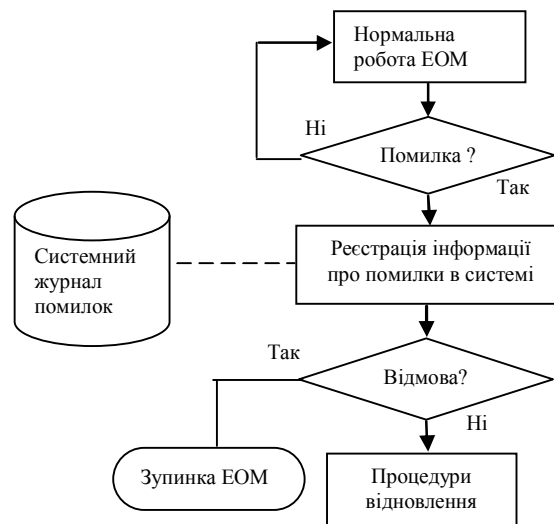 Нормальна
робота ЕОМ
Ні
Помилка ?
Так
Системний
журнал
помилок
Реєстрація інформації
про помилки в системі
Так
Відмова?
Ні
Зупинка ЕОМ
Процедури
відновлення